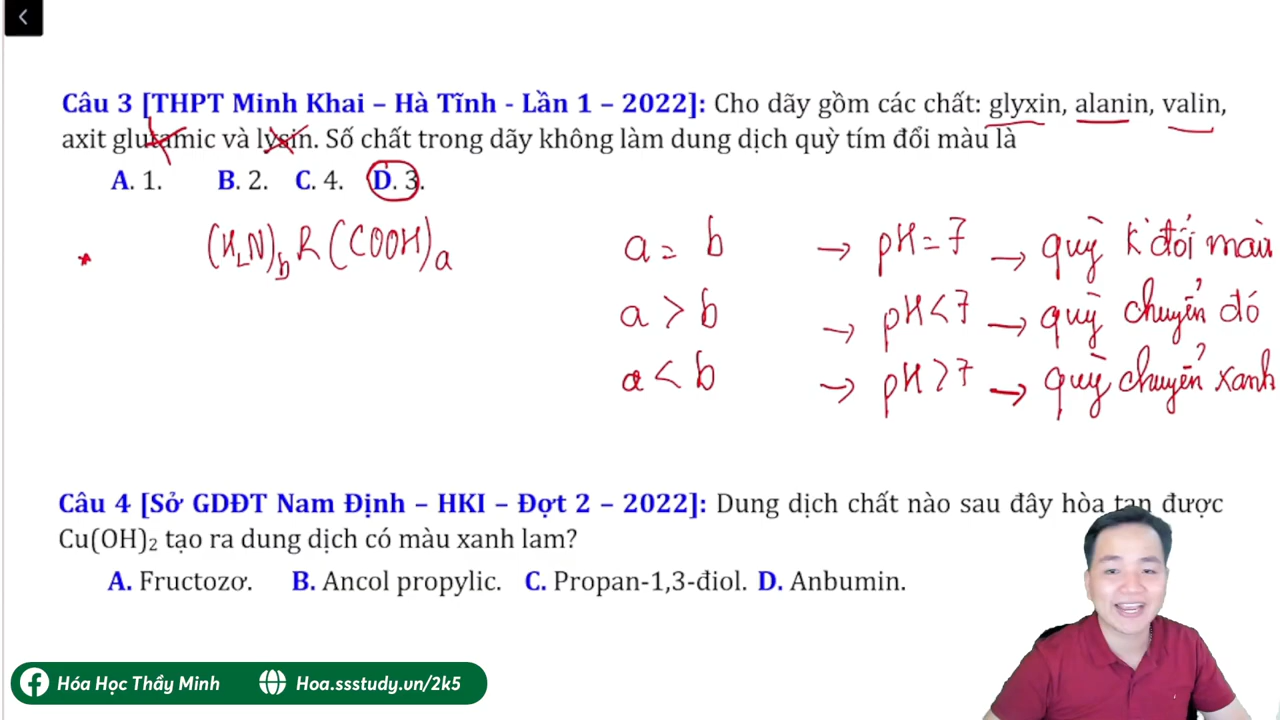 Câu 3 [THPT Minh Khai – Hà Tĩnh - Lần 1 – 2022]: Cho dãy gồm các chất: glyxin, alanin, valin,
axit glutamic và lysin. Số chất trong dãy không làm dung dịch quỳ tím đổi màu là
A. 1. B. 2. C. 4. D. 3.
* (H₂N)b R (COOH)a a = b → pH = 7 → quỳ k đổi màu
a > b → pH < 7 → quỳ chuyển đỏ
a < b → pH > 7 → quỳ chuyển xanh
Câu 4 [Sở GDĐT Nam Định – HKI – Đợt 2 – 2022]: Dung dịch chất nào sau đây hòa tan được
Cu(OH)₂ tạo ra dung dịch có màu xanh lam?
A. Fructozơ. B. Ancol propylic. C. Propan-1,3-điol. D. Anbumin.
Hóa Học Thầy Minh Hoa.ssstudy.vn/2k5